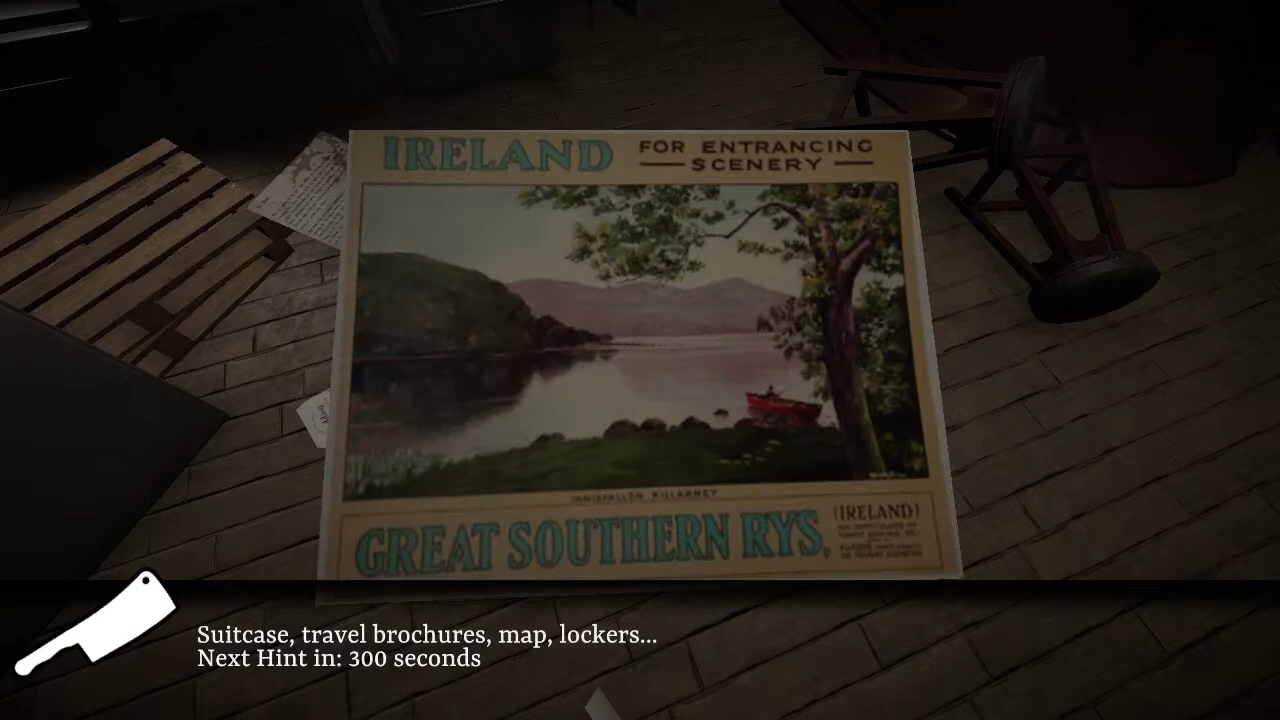 IRELAND
FOR ENTRANCING
SCENERY
INNISFALLEN KILLARNEY
GREAT SOUTHERN RYS,
(IRELAND)
Suitcase, travel brochures, map, lockers...
Next Hint in: 300 seconds